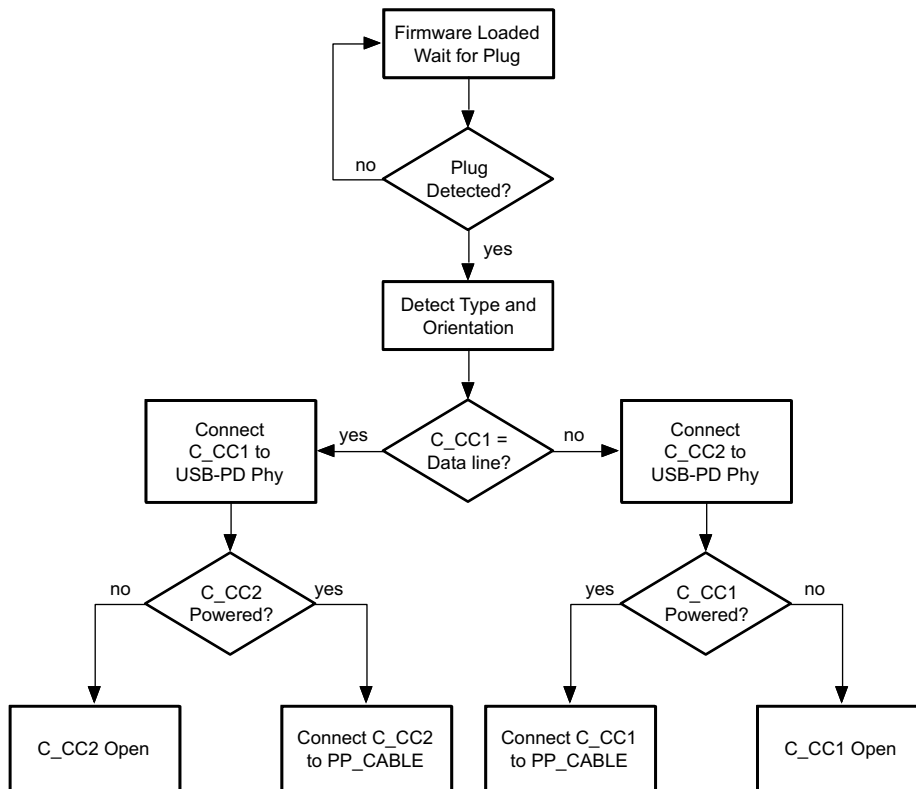 Firmware Loaded
Wait for Plug
no
Plug
Detected?
yes
Detect Type and
Orientation
Connect
C_CC1 to
USB-PD Phy
yes
C_CC1 =
Data line?
no
Connect
C_CC2 to
USB-PD Phy
no
C_CC2
Powered?
yes
yes
C_CC1
Powered?
no
C_CC2 Open
Connect C_CC2
to PP_CABLE
Connect C_CC1
to PP_CABLE
C_CC1 Open